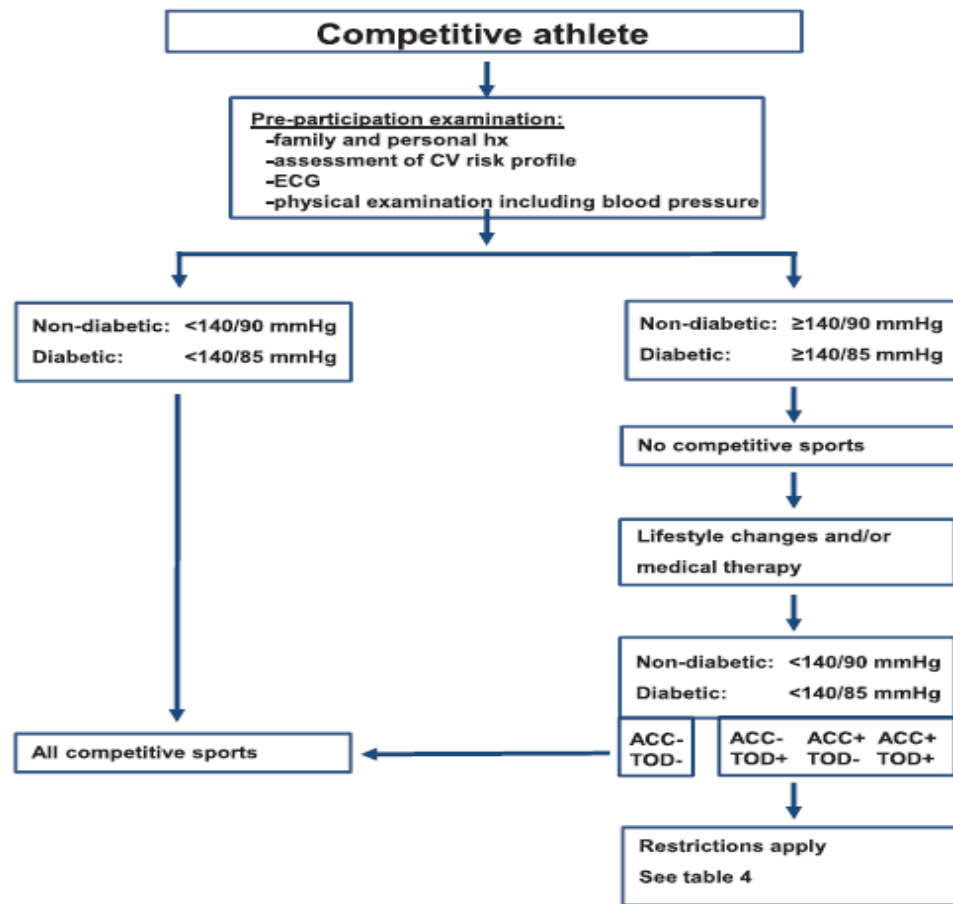 Competitive athlete
Pre-participation examination:
-family and personal hx
-assessment of CV risk profile
-ECG
-physical examination including blood pressure
Non-diabetic: <140/90 mmHg
Diabetic: <140/85 mmHg
Non-diabetic: ≥140/90 mmHg
Diabetic: ≥140/85 mmHg
No competitive sports
Lifestyle changes and/or
medical therapy
Non-diabetic: <140/90 mmHg
Diabetic: <140/85 mmHg
All competitive sports
ACC- ACC- ACC+ ACC+
TOD- TOD+ TOD- TOD+
Restrictions apply
See table 4